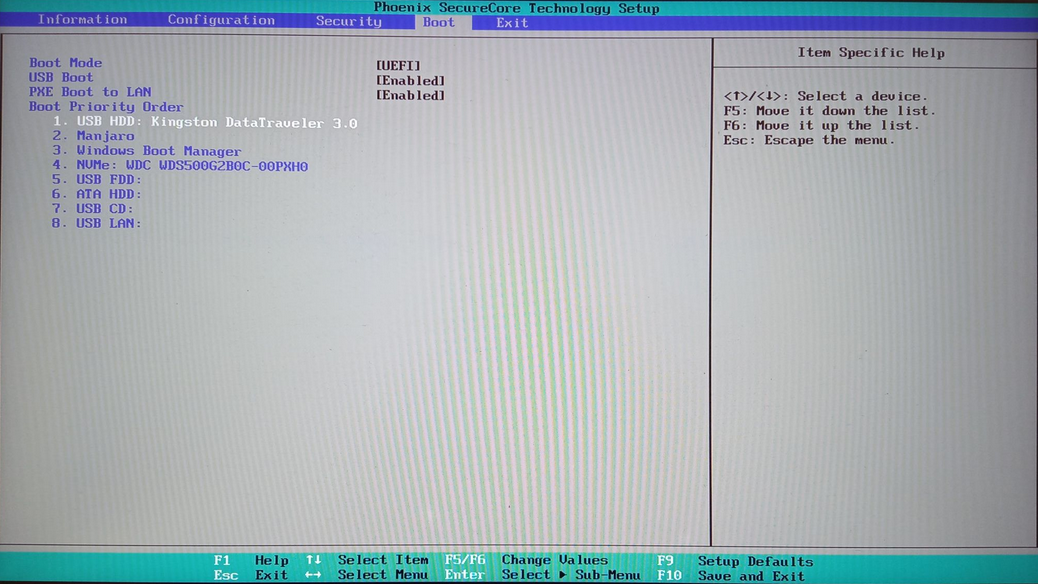 Phoenix SecureCore Technology Setup
Information Configuration Security Boot Exit
Boot Mode [UEFI]
USB Boot [Enabled]
PXE Boot to LAN [Enabled]
Boot Priority Order
1. USB HDD: Kingston DataTraveler 3.0
2. Manjaro
3. Windows Boot Manager
4. NVMe: WDC WDS500G2B0C-00PXH0
5. USB FDD:
6. ATA HDD:
7. USB CD:
8. USB LAN:
Item Specific Help
<↑>/<↓>: Select a device.
F5: Move it down the list.
F6: Move it up the list.
Esc: Escape the menu.
F1 Help ↑↓ Select Item F5/F6 Change Values F9 Setup Defaults
Esc Exit ←→ Select Menu Enter Select ▶ Sub-Menu F10 Save and Exit